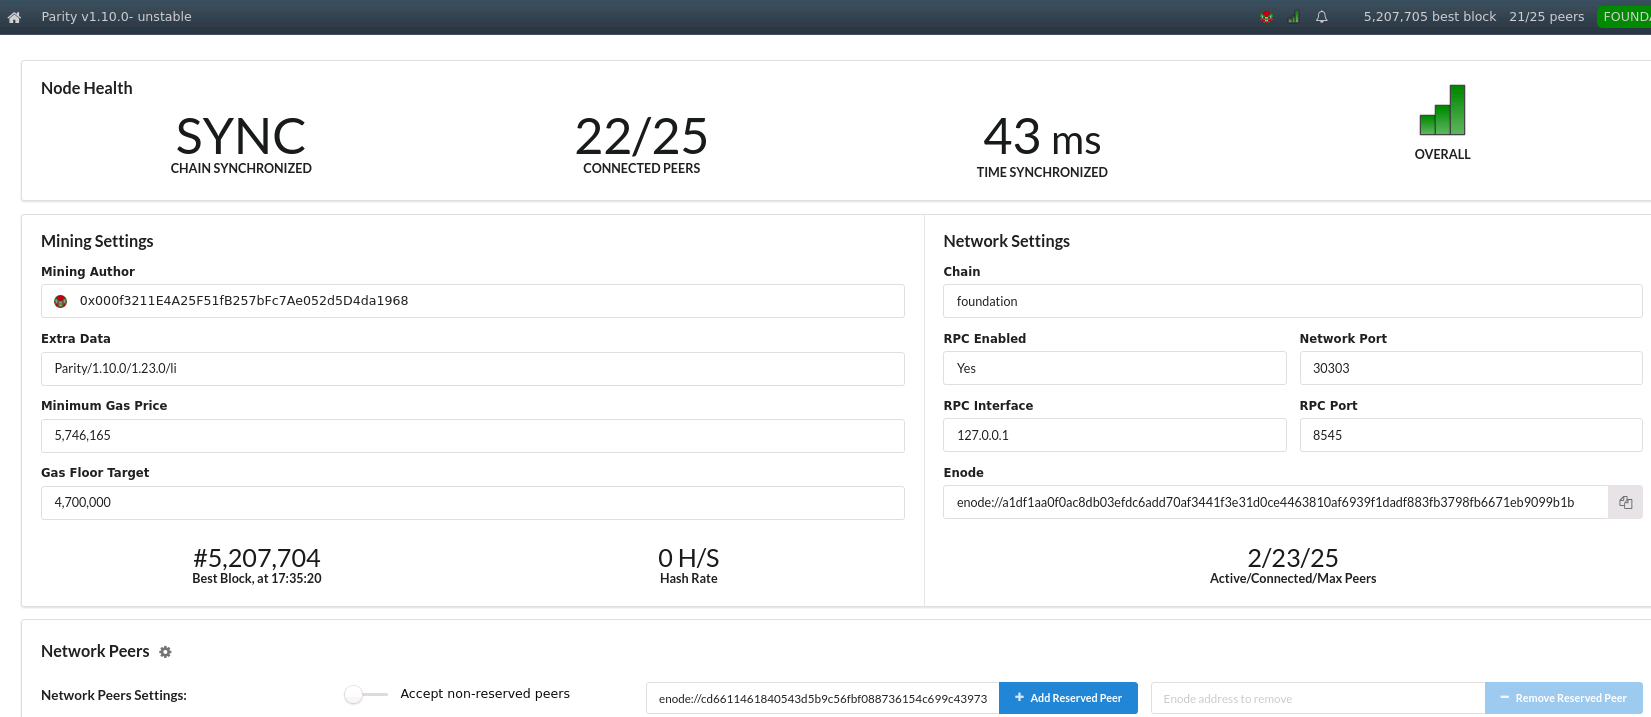 Parity v1.10.0- unstable
5,207,705 best block 21/25 peers FOUNDA
Node Health
SYNC 22/25 43 ms
CHAIN SYNCHRONIZED CONNECTED PEERS TIME SYNCHRONIZED OVERALL
Mining Settings
Mining Author
0x000f3211E4A25F51fB257bFc7Ae052d5D4da1968
Extra Data
Parity/1.10.0/1.23.0/li
Minimum Gas Price
5,746,165
Gas Floor Target
4,700,000
#5,207,704 0 H/S
Best Block, at 17:35:20 Hash Rate
Network Settings
Chain
foundation
RPC Enabled Network Port
Yes 30303
RPC Interface RPC Port
127.0.0.1 8545
Enode
enode://a1df1aa0f0ac8db03efdc6add70af3441f3e31d0ce4463810af6939f1dadf883fb3798fb6671eb9099b1b
2/23/25
Active/Connected/Max Peers
Network Peers
Network Peers Settings: Accept non-reserved peers enode://cd6611461840543d5b9c56fbf088736154c699c43973 Add Reserved Peer Enode address to remove Remove Reserved Peer